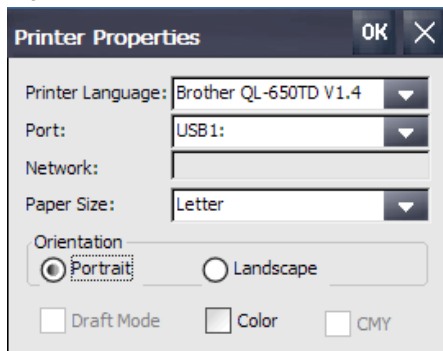 Printer Properties OK
Printer Language: Brother QL-650TD V1.4
Port: USB1:
Network:
Paper Size: Letter
Orientation
Portrait Landscape
Draft Mode Color CMY